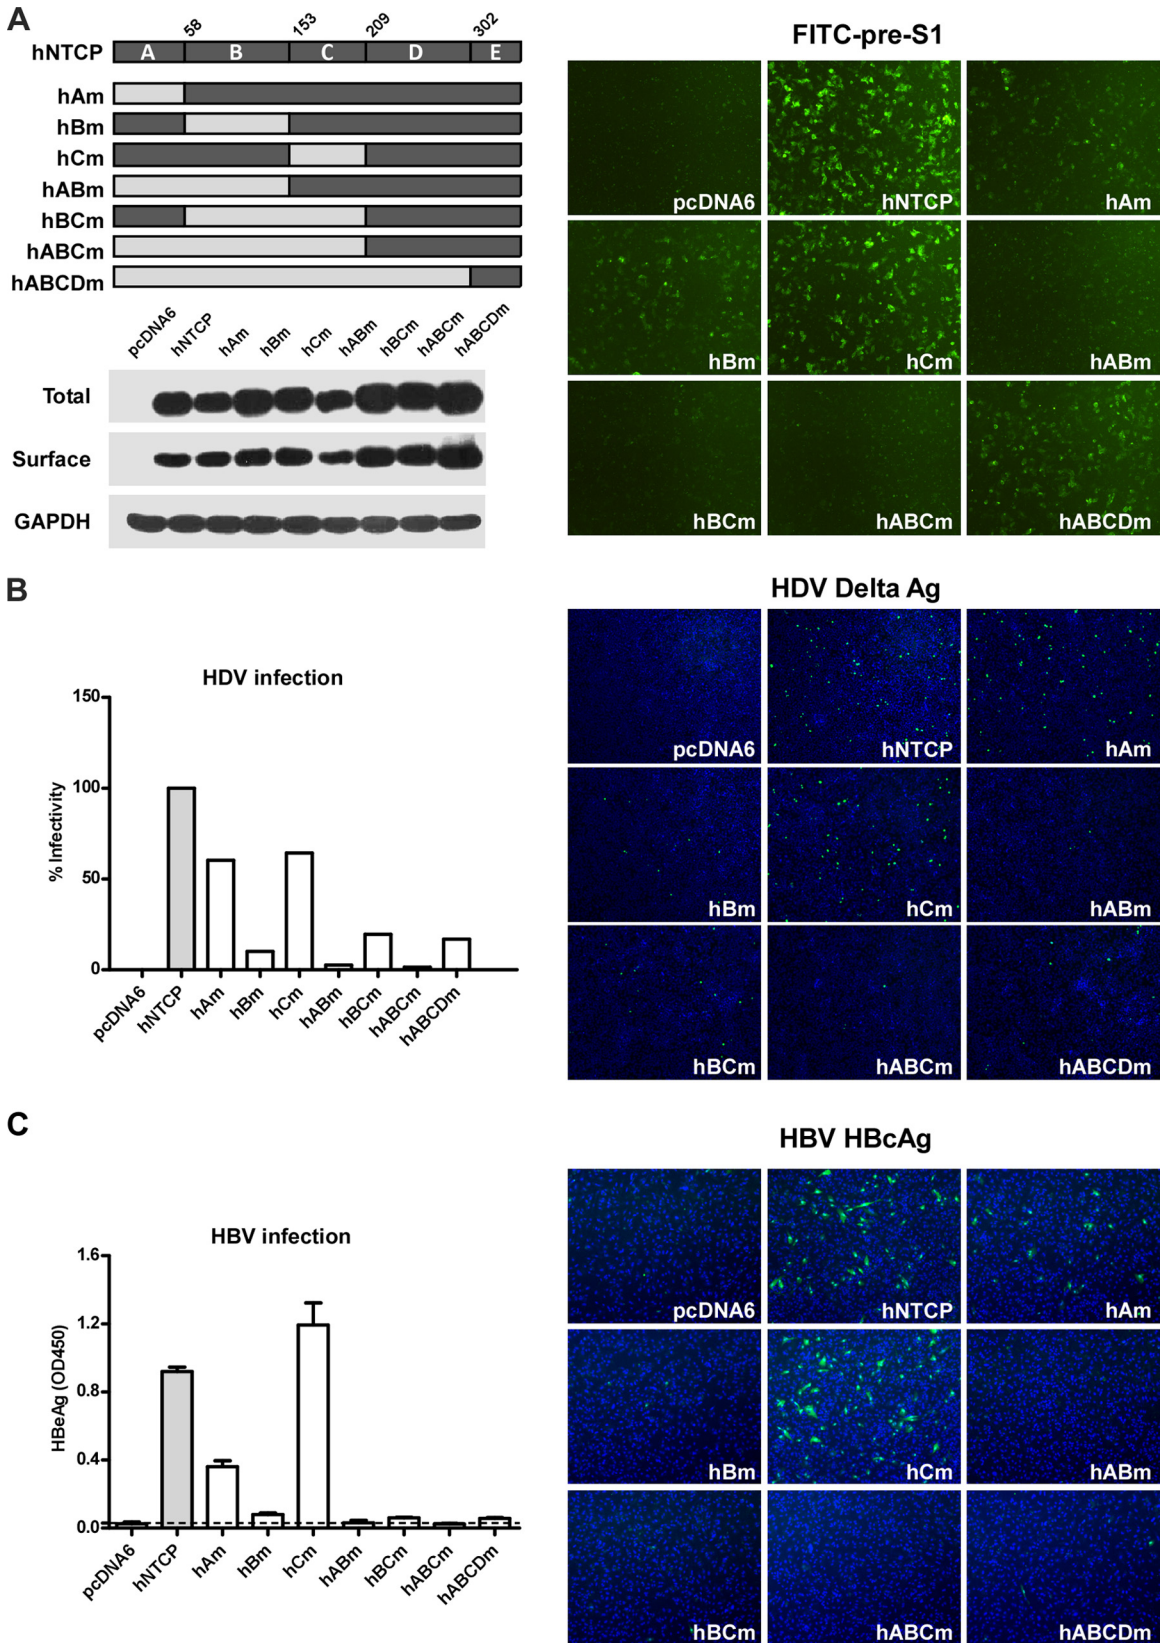 A
58 153 209 302
hNTCP A B C D E
hAm
hBm
hCm
hABm
hBCm
hABCm
hABCDm
pcDNA6 hNTCP hAm hBm hCm hABm hBCm hABCm hABCDm
Total
Surface
GAPDH
FITC-pre-S1
pcDNA6 hNTCP hAm
hBm hCm hABm
hBCm hABCm hABCDm
B
HDV infection
% Infectivity
150
100
50
0
pcDNA6 hNTCP hAm hBm hCm hABm hBCm hABCm hABCDm
HDV Delta Ag
pcDNA6 hNTCP hAm
hBm hCm hABm
hBCm hABCm hABCDm
C
HBV infection
HBeAg (OD450)
1.6
1.2
0.8
0.4
0.0
pcDNA6 hNTCP hAm hBm hCm hABm hBCm hABCm hABCDm
HBV HBcAg
pcDNA6 hNTCP hAm
hBm hCm hABm
hBCm hABCm hABCDm